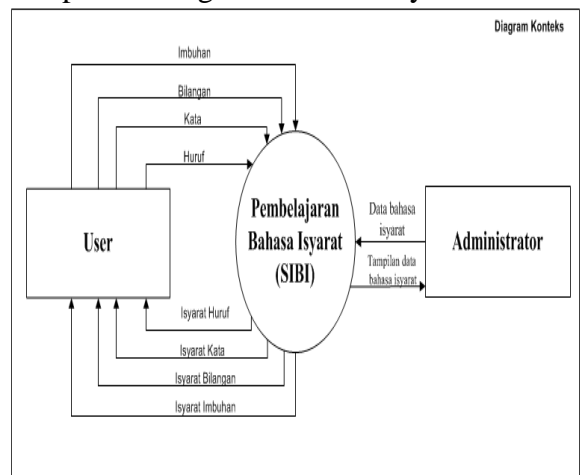 Diagram Konteks
Imbuhan
Bilangan
Kata
Huruf
User
Pembelajaran
Bahasa Isyarat
(SIBI)
Data bahasa
isyarat
Tampilan data
bahasa isyarat
Administrator
Isyarat Huruf
Isyarat Kata
Isyarat Bilangan
Isyarat Imbuhan